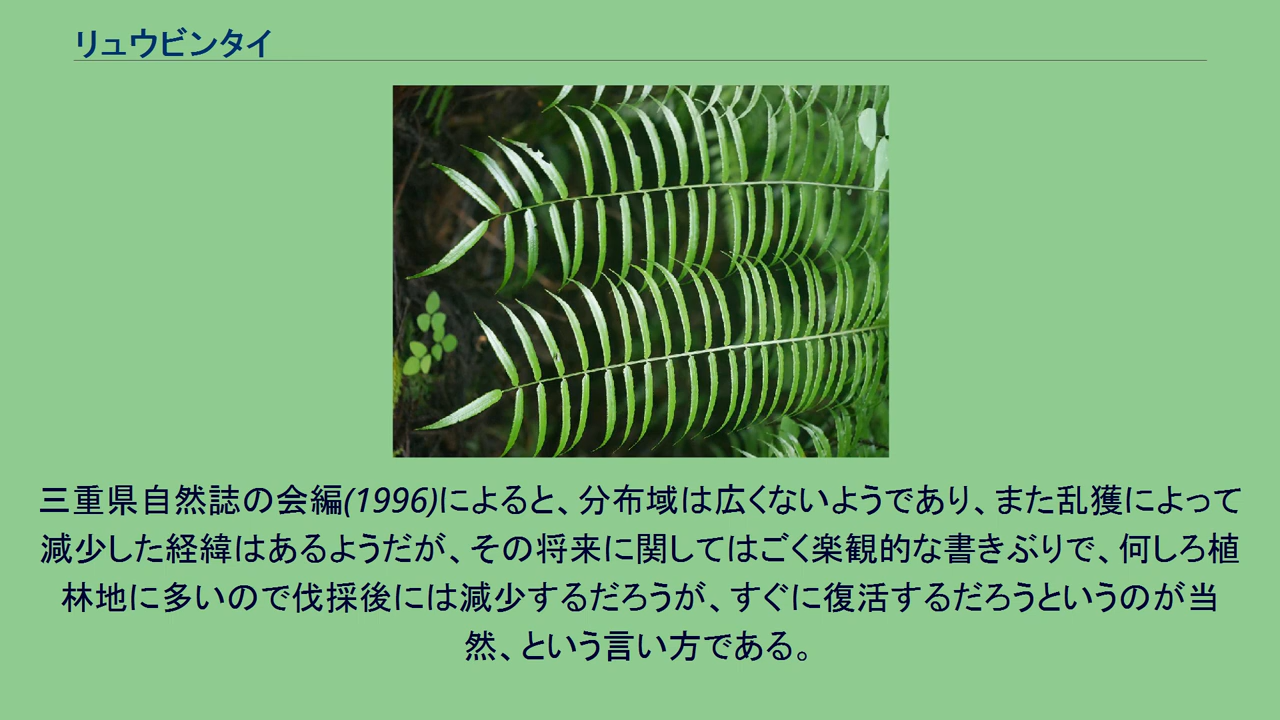 リュウビンタイ
三重県自然誌の会編(1996)によると、分布域は広くないようであり、また乱獲によって
減少した経緯はあるようだが、その将来に関してはごく楽観的な書きぶりで、何しろ植
林地に多いので伐採後には減少するだろうが、すぐに復活するだろうというのが当
然、という言い方である。